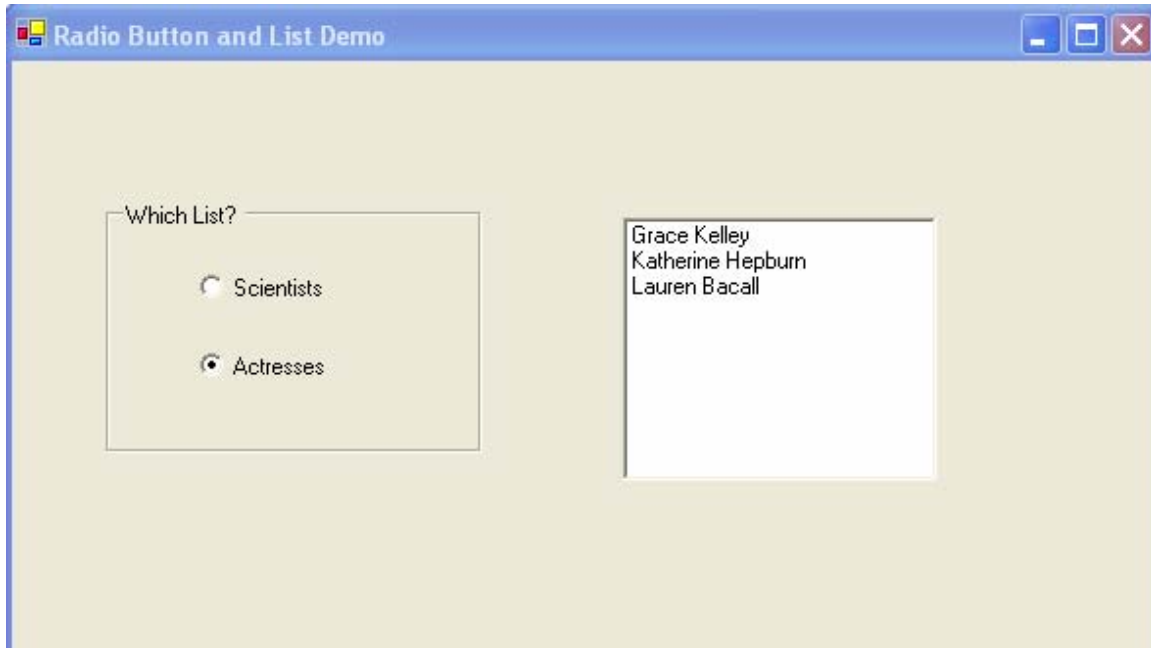 Radio Button and List Demo
Which List?
Scientists
Actresses
Grace Kelley
Katherine Hepburn
Lauren Bacall